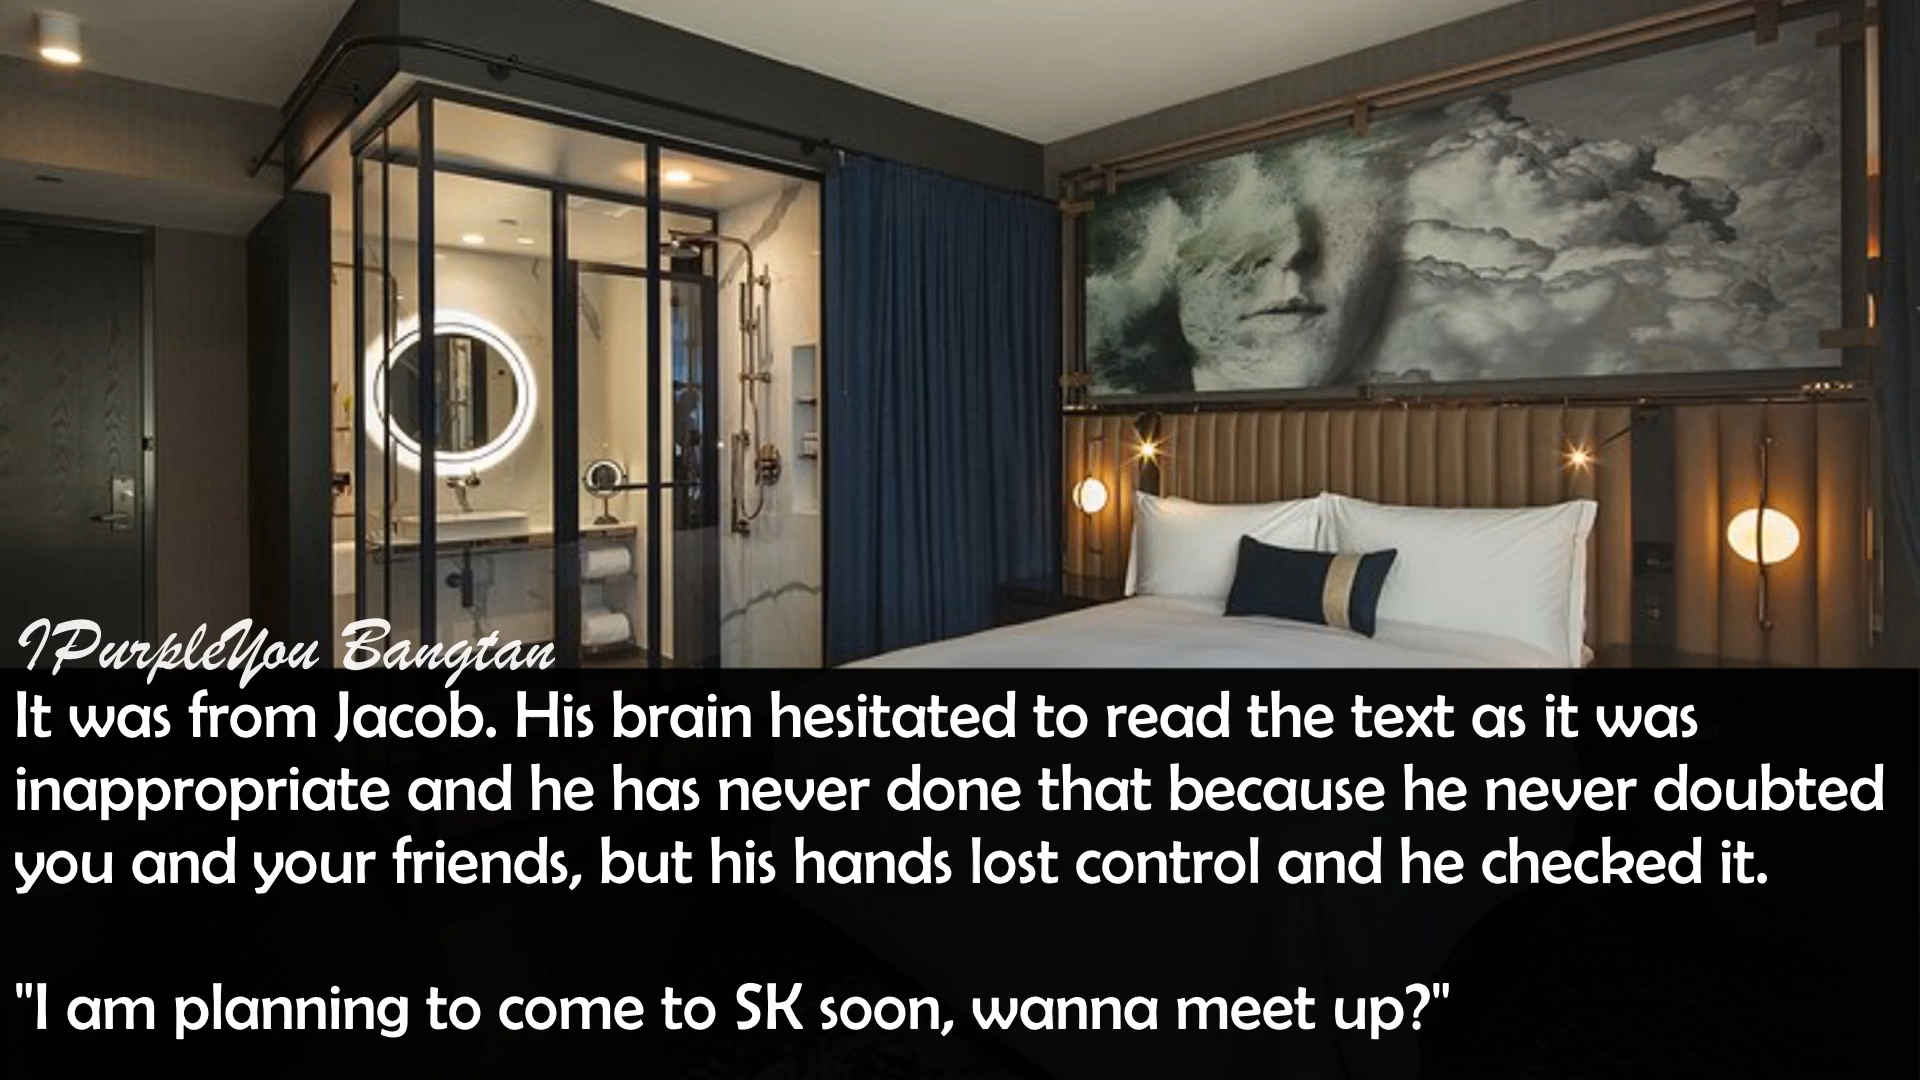 IPurpleYou Bangtan
It was from Jacob. His brain hesitated to read the text as it was
inappropriate and he has never done that because he never doubted
you and your friends, but his hands lost control and he checked it.
"I am planning to come to SK soon, wanna meet up?"